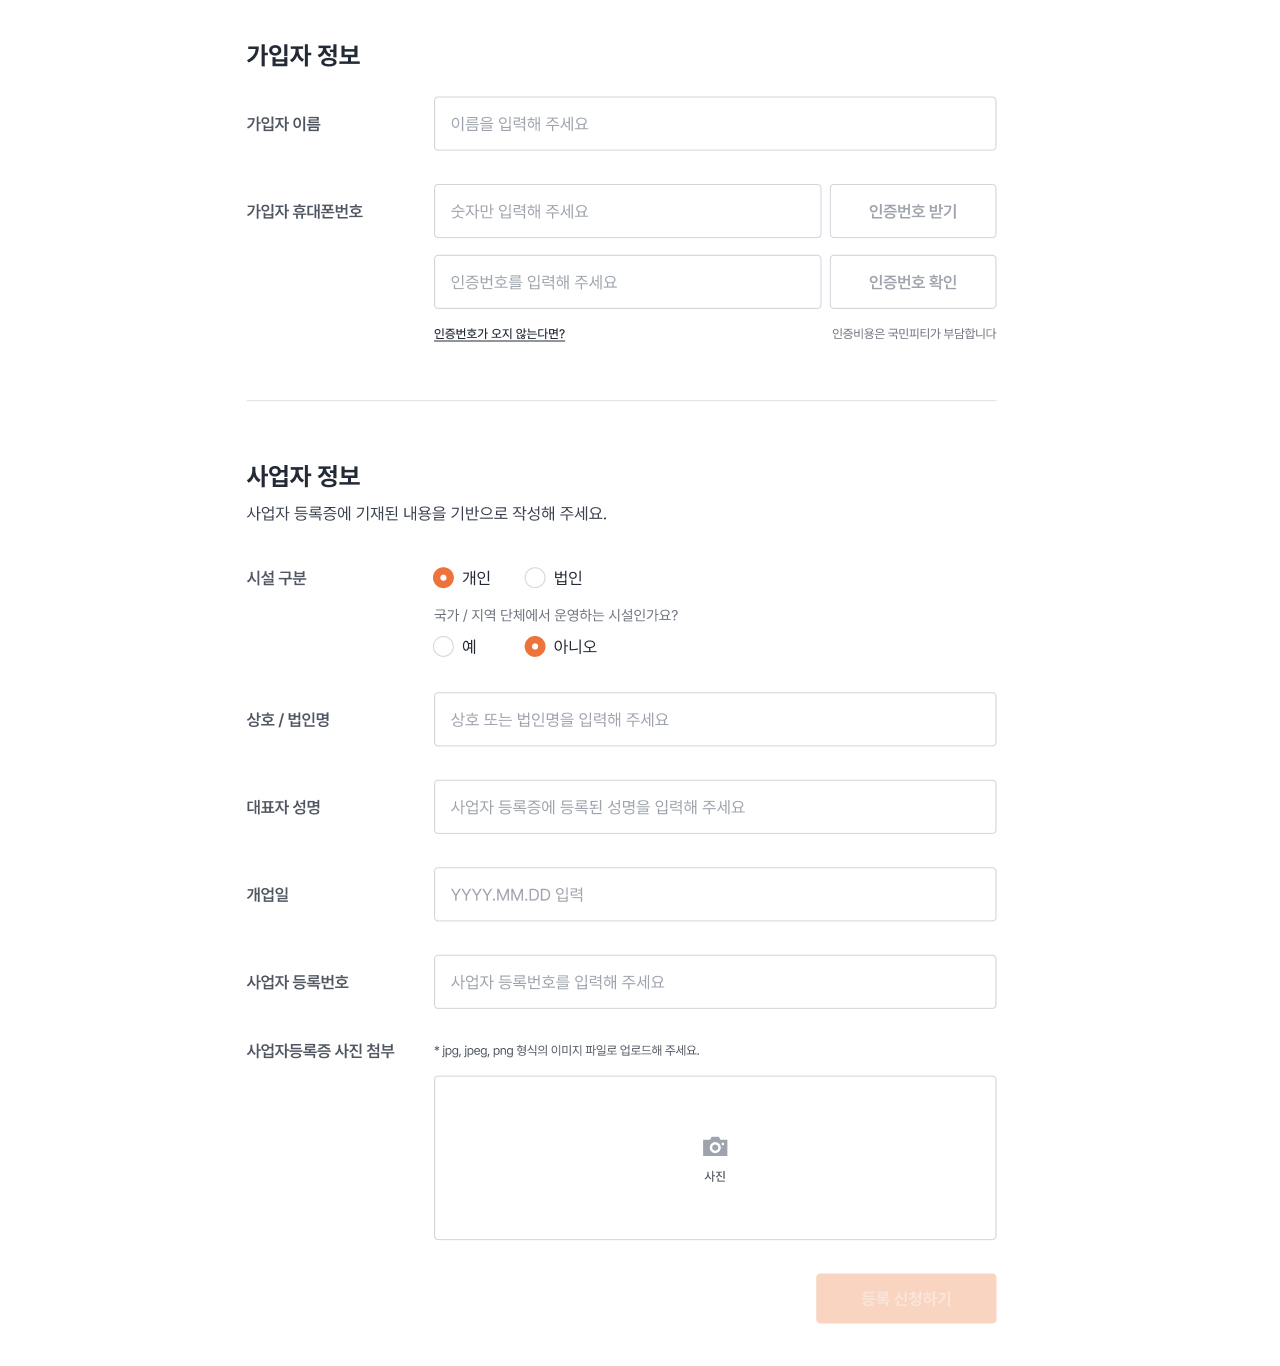 가입자 정보
가입자 이름
이름을 입력해 주세요
가입자 휴대폰번호
숫자만 입력해 주세요
인증번호 받기
인증번호를 입력해 주세요
인증번호 확인
인증번호가 오지 않는다면?
인증비용은 국민피티가 부담합니다
사업자 정보
사업자 등록증에 기재된 내용을 기반으로 작성해 주세요.
시설 구분
개인
법인
국가 / 지역 단체에서 운영하는 시설인가요?
예
아니오
상호 / 법인명
상호 또는 법인명을 입력해 주세요
대표자 성명
사업자 등록증에 등록된 성명을 입력해 주세요
개업일
YYYY.MM.DD 입력
사업자 등록번호
사업자 등록번호를 입력해 주세요
사업자등록증 사진 첨부
* jpg, jpeg, png 형식의 이미지 파일로 업로드해 주세요.
사진
등록 신청하기